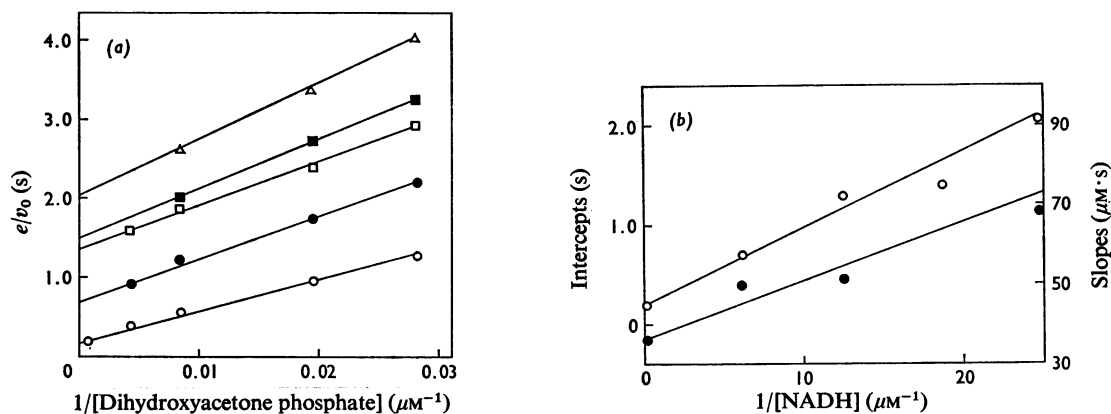 (a)
4.0
3.0
2.0
1.0
0
0.01
0.02
0.03
e/v₀ (s)
1/[Dihydroxyacetone phosphate] (μM⁻¹)
(b)
2.0
1.0
0
Intercepts (s)
90
70
50
30
Slopes (μM·s)
0
10
20
1/[NADH] (μM⁻¹)